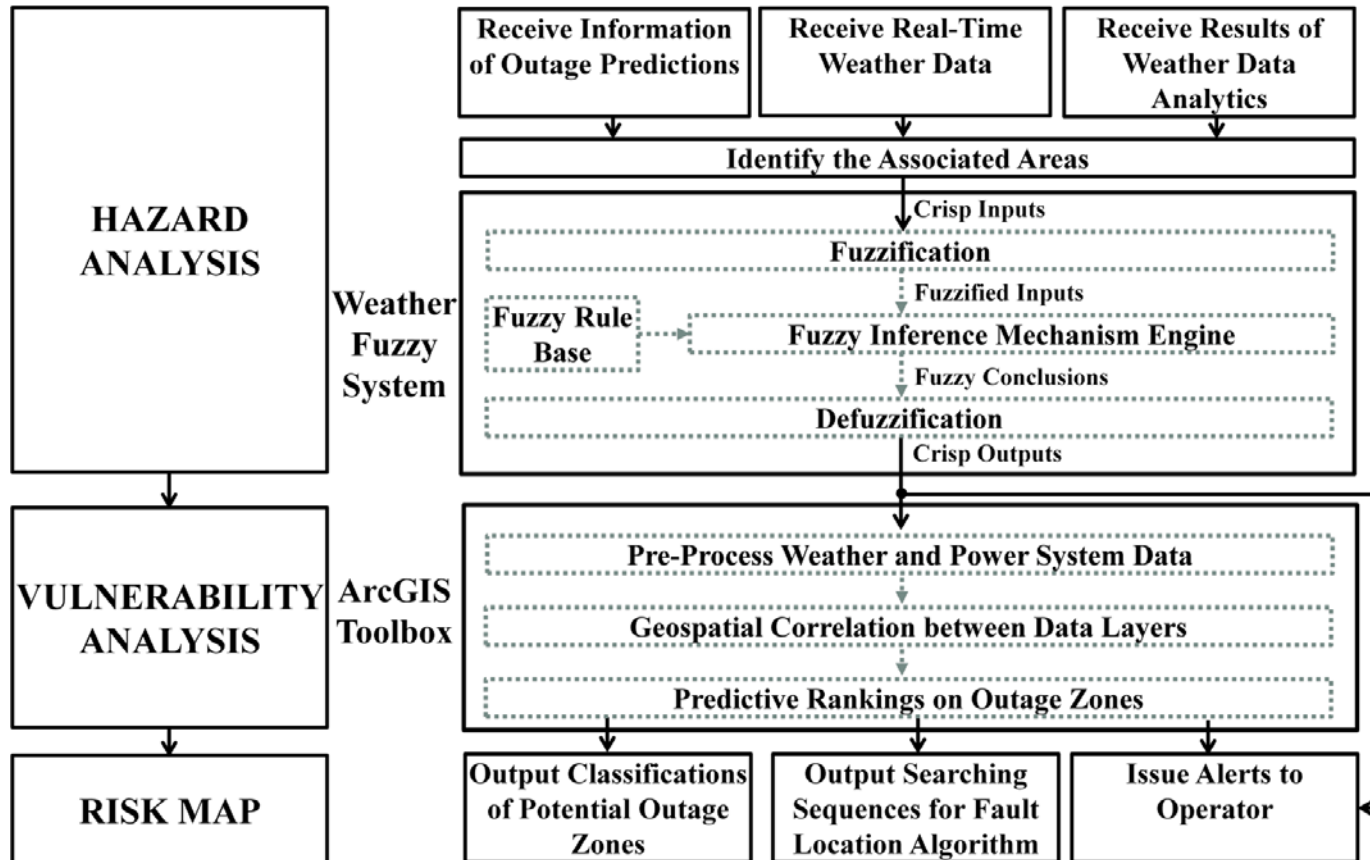 Receive Information
of Outage Predictions
Receive Real-Time
Weather Data
Receive Results of
Weather Data
Analytics
Identify the Associated Areas
HAZARD
ANALYSIS
Weather
Fuzzy
System
Crisp Inputs
Fuzzification
Fuzzified Inputs
Fuzzy Rule
Base
Fuzzy Inference Mechanism Engine
Fuzzy Conclusions
Defuzzification
Crisp Outputs
VULNERABILITY
ANALYSIS
ArcGIS
Toolbox
Pre-Process Weather and Power System Data
Geospatial Correlation between Data Layers
Predictive Rankings on Outage Zones
RISK MAP
Output Classifications
of Potential Outage
Zones
Output Searching
Sequences for Fault
Location Algorithm
Issue Alerts to
Operator